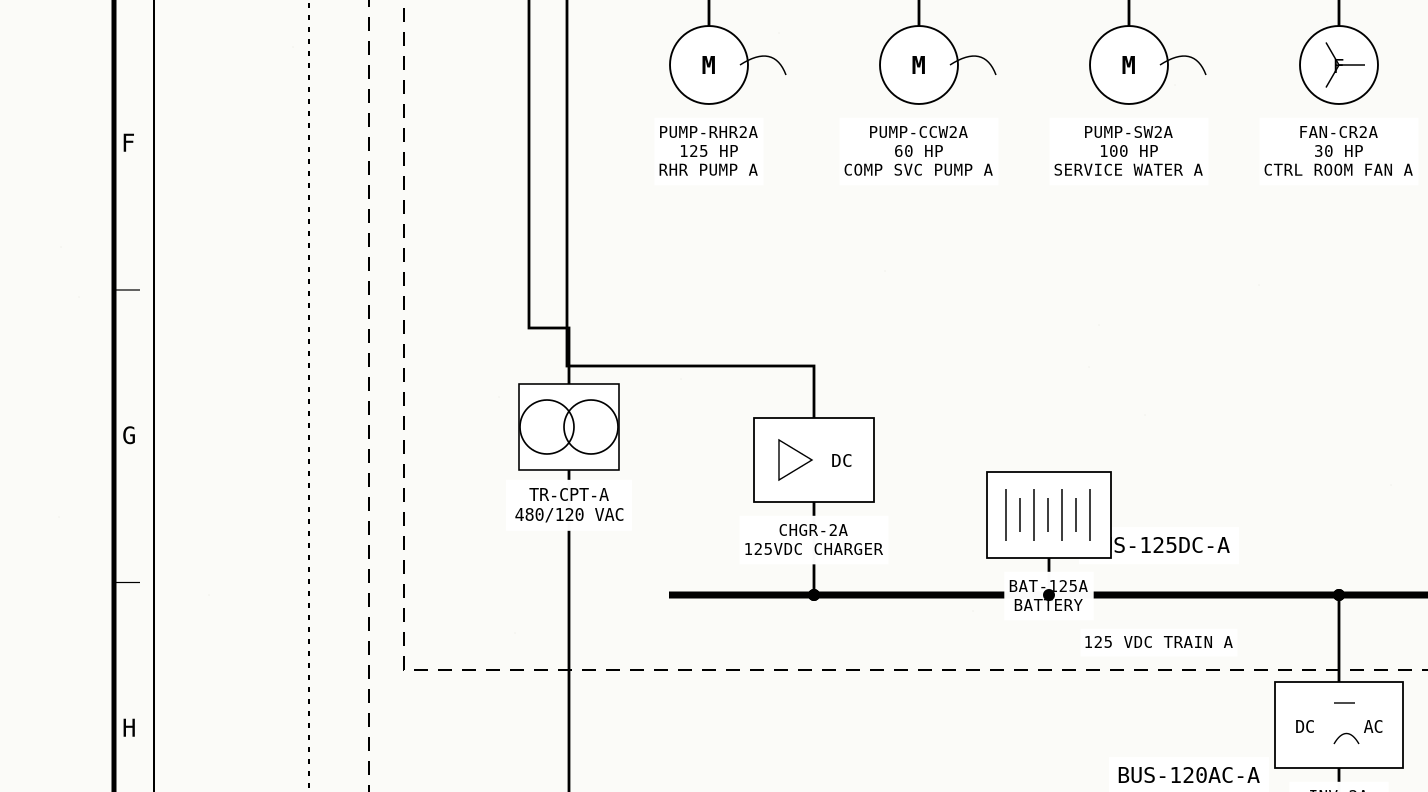 M
M
M
F
PUMP-RHR2A
125 HP
RHR PUMP A
PUMP-CCW2A
60 HP
COMP SVC PUMP A
PUMP-SW2A
100 HP
SERVICE WATER A
FAN-CR2A
30 HP
CTRL ROOM FAN A
F
G
H
TR-CPT-A
480/120 VAC
DC
CHGR-2A
125VDC CHARGER
S-125DC-A
BAT-125A
BATTERY
125 VDC TRAIN A
DC
AC
BUS-120AC-A